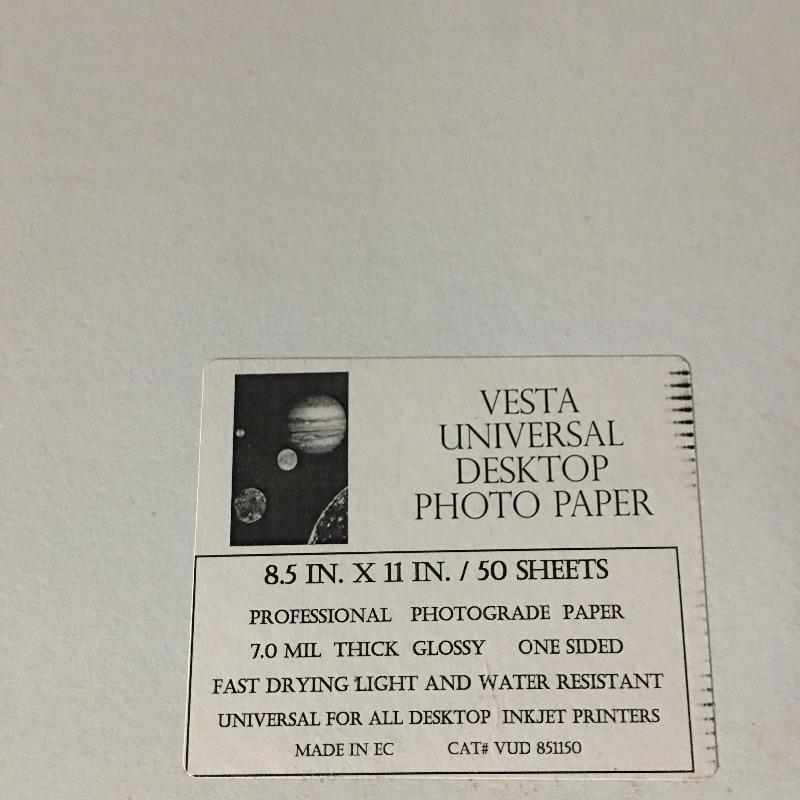 VESTA
UNIVERSAL
DESKTOP
PHOTO PAPER
8.5 IN. X 11 IN. / 50 SHEETS
PROFESSIONAL PHOTOGRADE PAPER
7.0 MIL THICK GLOSSY ONE SIDED
FAST DRYING LIGHT AND WATER RESISTANT
UNIVERSAL FOR ALL DESKTOP INKJET PRINTERS
MADE IN EC CAT# VUD 851150